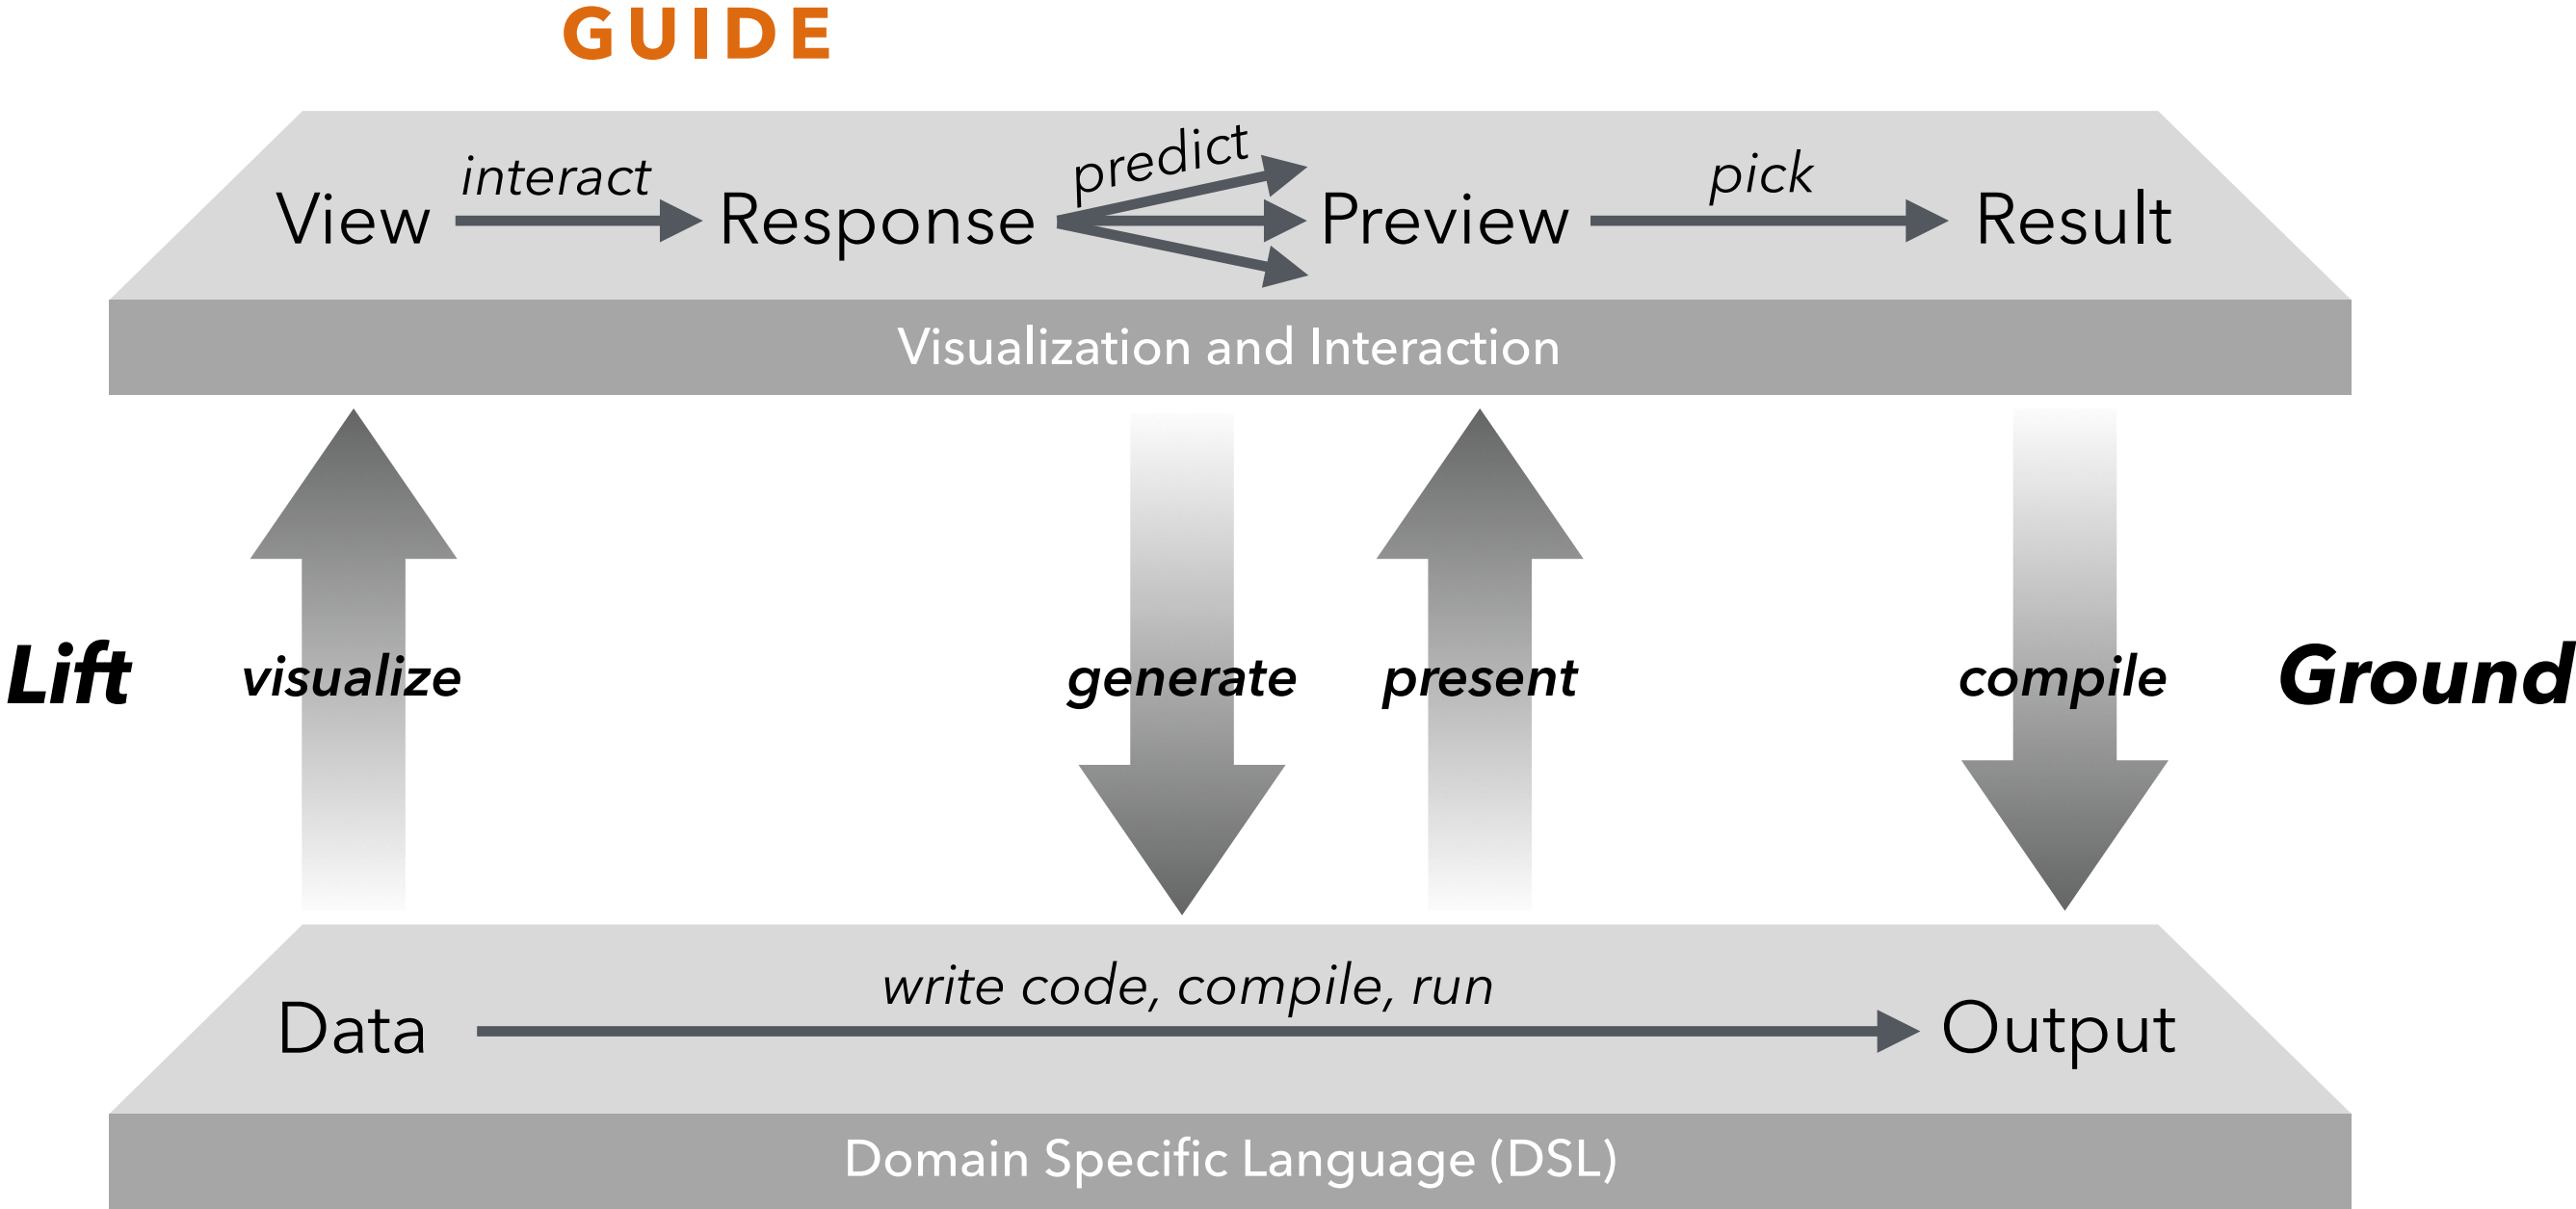 GUIDE
interact
predict
pick
View
Response
Preview
Result
Visualization and Interaction
Lift
visualize
generate
present
compile
Ground
write code, compile, run
Data
Output
Domain Specific Language (DSL)